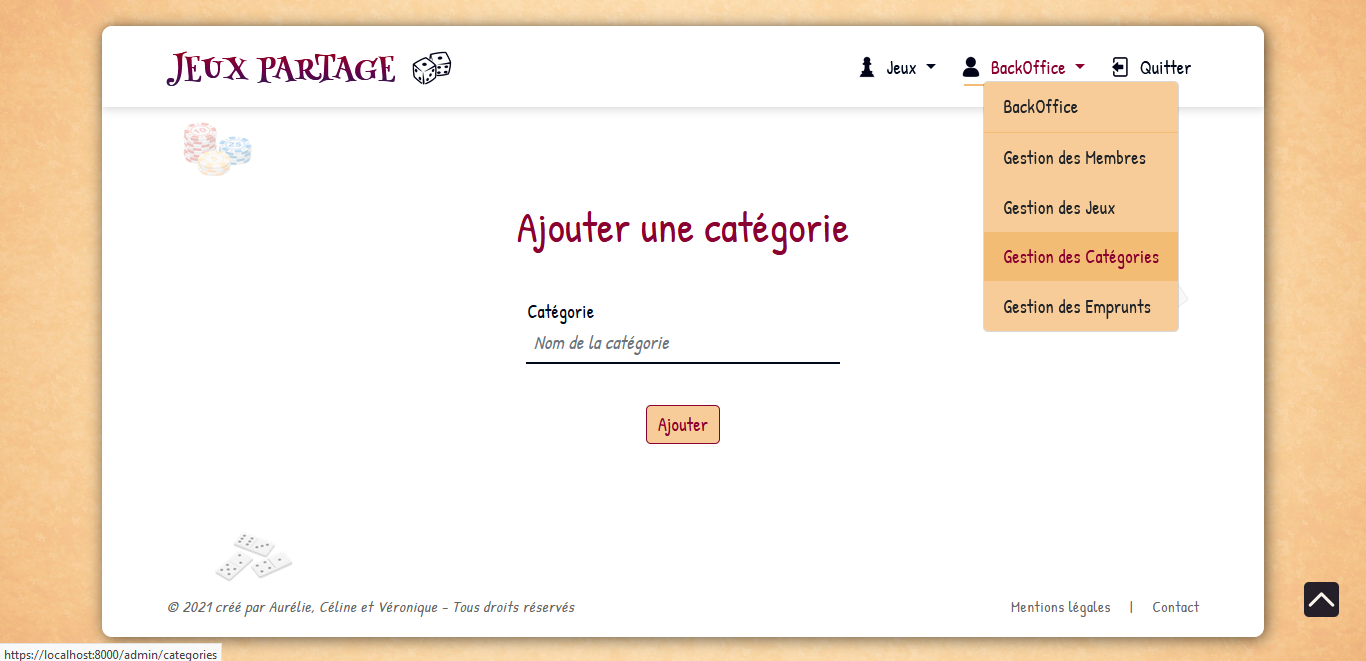 JEUX PARTAGE
Jeux
BackOffice
Quitter
BackOffice
Gestion des Membres
Gestion des Jeux
Gestion des Catégories
Gestion des Emprunts
Ajouter une catégorie
Catégorie
Nom de la catégorie
Ajouter
© 2021 créé par Aurélie, Céline et Véronique - Tous droits réservés
Mentions légales | Contact
https://localhost:8000/admin/categories